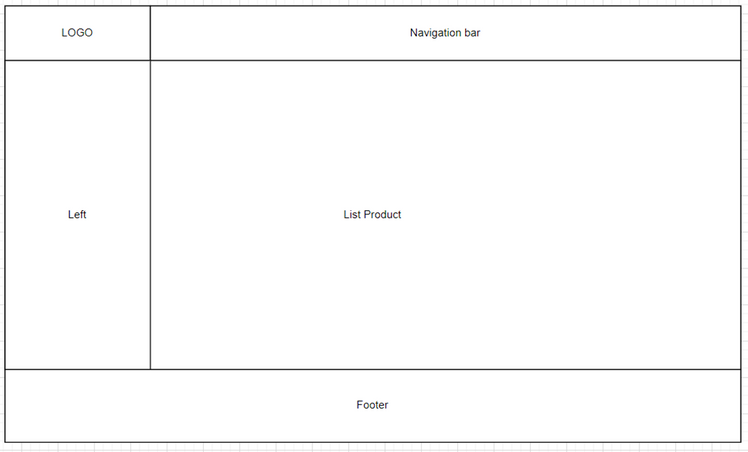 LOGO
Navigation bar
Left
List Product
Footer